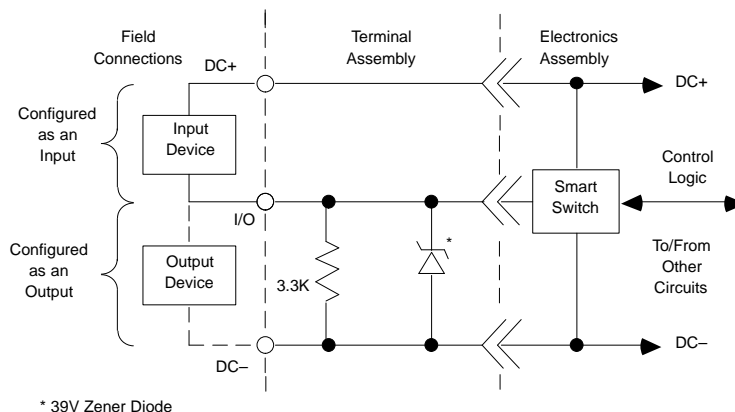 Field
Connections
Terminal
Assembly
Electronics
Assembly
DC+
DC+
Configured
as an
Input
Input
Device
Smart
Switch
Control
Logic
I/O
Configured
as an
Output
Output
Device
3.3K
*
To/From
Other
Circuits
DC–
DC–
* 39V Zener Diode